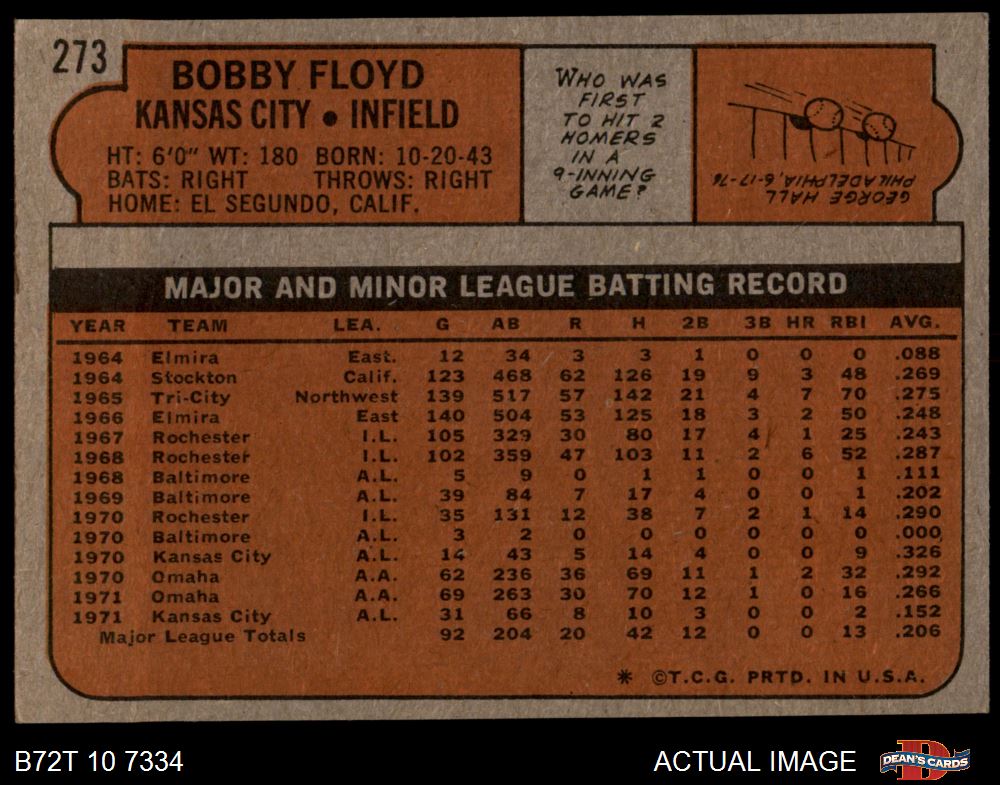 273
BOBBY FLOYD
KANSAS CITY • INFIELD
HT: 6'0" WT: 180 BORN: 10-20-43
BATS: RIGHT THROWS: RIGHT
HOME: EL SEGUNDO, CALIF.
WHO WAS
FIRST
TO HIT 2
HOMERS
IN A
9-INNING
GAME?
GEORGE HALL
PHILADELPHIA, 6-17-76
MAJOR AND MINOR LEAGUE BATTING RECORD
YEAR TEAM LEA. G AB R H 2B 3B HR RBI AVG.
1964 Elmira East. 12 34 3 3 1 0 0 0 .088
1964 Stockton Calif. 123 468 62 126 19 9 3 48 .269
1965 Tri-City Northwest 139 517 57 142 21 4 7 70 .275
1966 Elmira East 140 504 53 125 18 3 2 50 .248
1967 Rochester I.L. 105 329 30 80 17 4 1 25 .243
1968 Rochester I.L. 102 359 47 103 11 2 6 52 .287
1968 Baltimore A.L. 5 9 0 1 1 0 0 1 .111
1969 Baltimore A.L. 39 84 7 17 4 0 0 1 .202
1970 Rochester I.L. 35 131 12 38 7 2 1 14 .290
1970 Baltimore A.L. 3 2 0 0 0 0 0 0 .000
1970 Kansas City A.L. 14 43 5 14 4 0 0 9 .326
1970 Omaha A.A. 62 236 36 69 11 1 2 32 .292
1971 Omaha A.A. 69 263 30 70 12 1 0 16 .266
1971 Kansas City A.L. 31 66 8 10 3 0 0 2 .152
Major League Totals 92 204 20 42 12 0 0 13 .206
* ©T.C.G. PRTD. IN U.S.A.
B72T 10 7334 ACTUAL IMAGE D DEAN'S CARDS